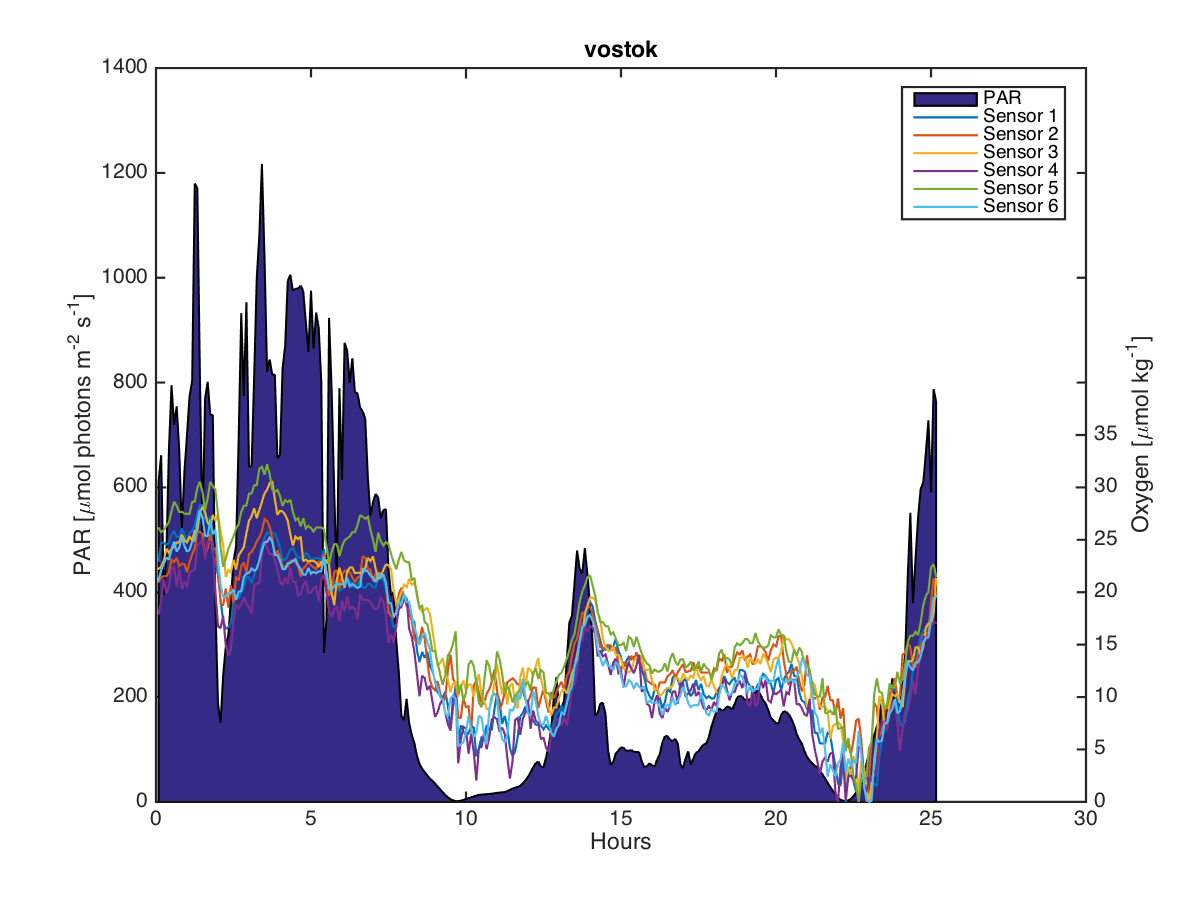 vostok
1400
1200
1000
800
600
400
200
0
PAR [μmol photons m⁻² s⁻¹]
PAR
Sensor 1
Sensor 2
Sensor 3
Sensor 4
Sensor 5
Sensor 6
35
30
25
20
15
10
5
0
Oxygen [μmol kg⁻¹]
0 5 10 15 20 25 30
Hours